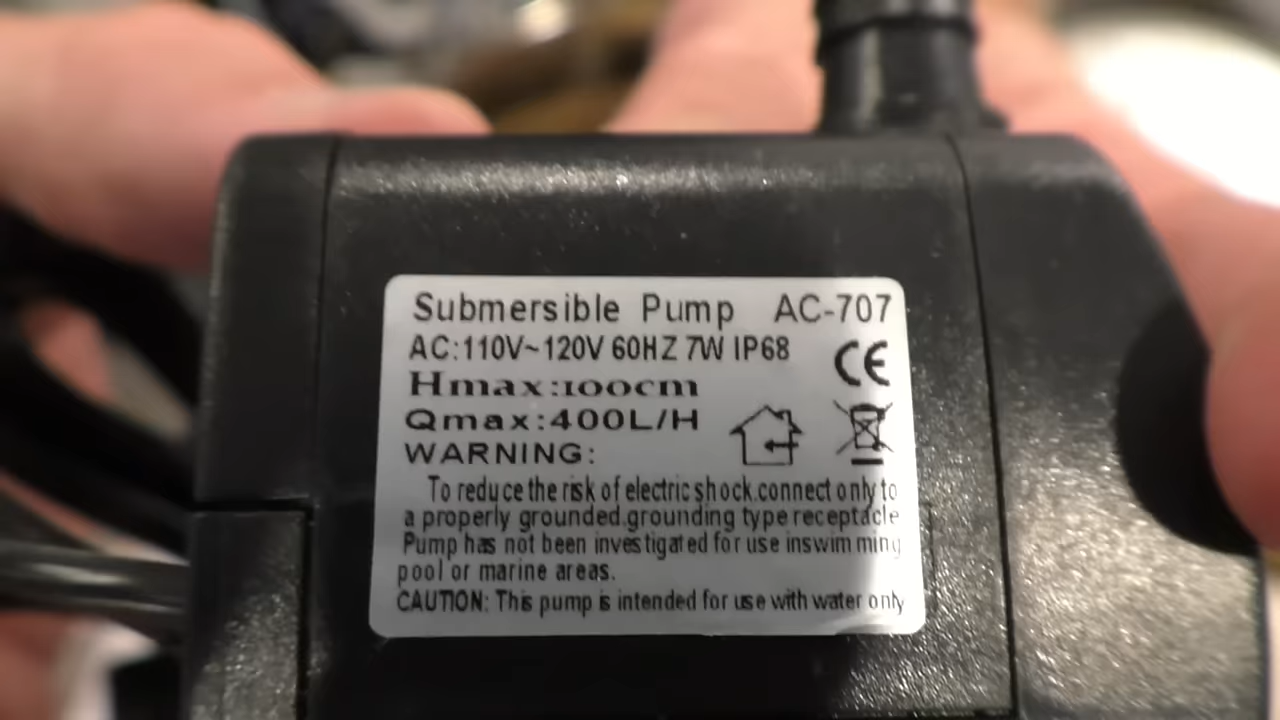 Submersible Pump AC-707
AC:110V~120V 60HZ 7W IP68
CE
Hmax:100cm
Qmax:400L/H
WARNING:
To reduce the risk of electric shock.connect only to
a properly grounded.grounding type receptacle
Pump has not been investigated for use inswimming
pool or marine areas.
CAUTION: This pump is intended for use with water only